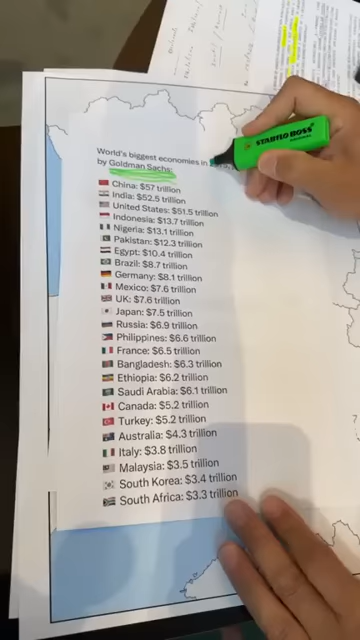 World's biggest economies in
by Goldman Sachs:
China: $57 trillion
India: $52.5 trillion
United States: $51.5 trillion
Indonesia: $13.7 trillion
Nigeria: $13.1 trillion
Pakistan: $12.3 trillion
Egypt: $10.4 trillion
Brazil: $8.7 trillion
Germany: $8.1 trillion
Mexico: $7.6 trillion
UK: $7.6 trillion
Japan: $7.5 trillion
Russia: $6.9 trillion
Philippines: $6.6 trillion
France: $6.5 trillion
Bangladesh: $6.3 trillion
Ethiopia: $6.2 trillion
Saudi Arabia: $6.1 trillion
Canada: $5.2 trillion
Turkey: $5.2 trillion
Australia: $4.3 trillion
Italy: $3.8 trillion
Malaysia: $3.5 trillion
South Korea: $3.4 trillion
South Africa: $3.3 trillion
STABILO BOSS